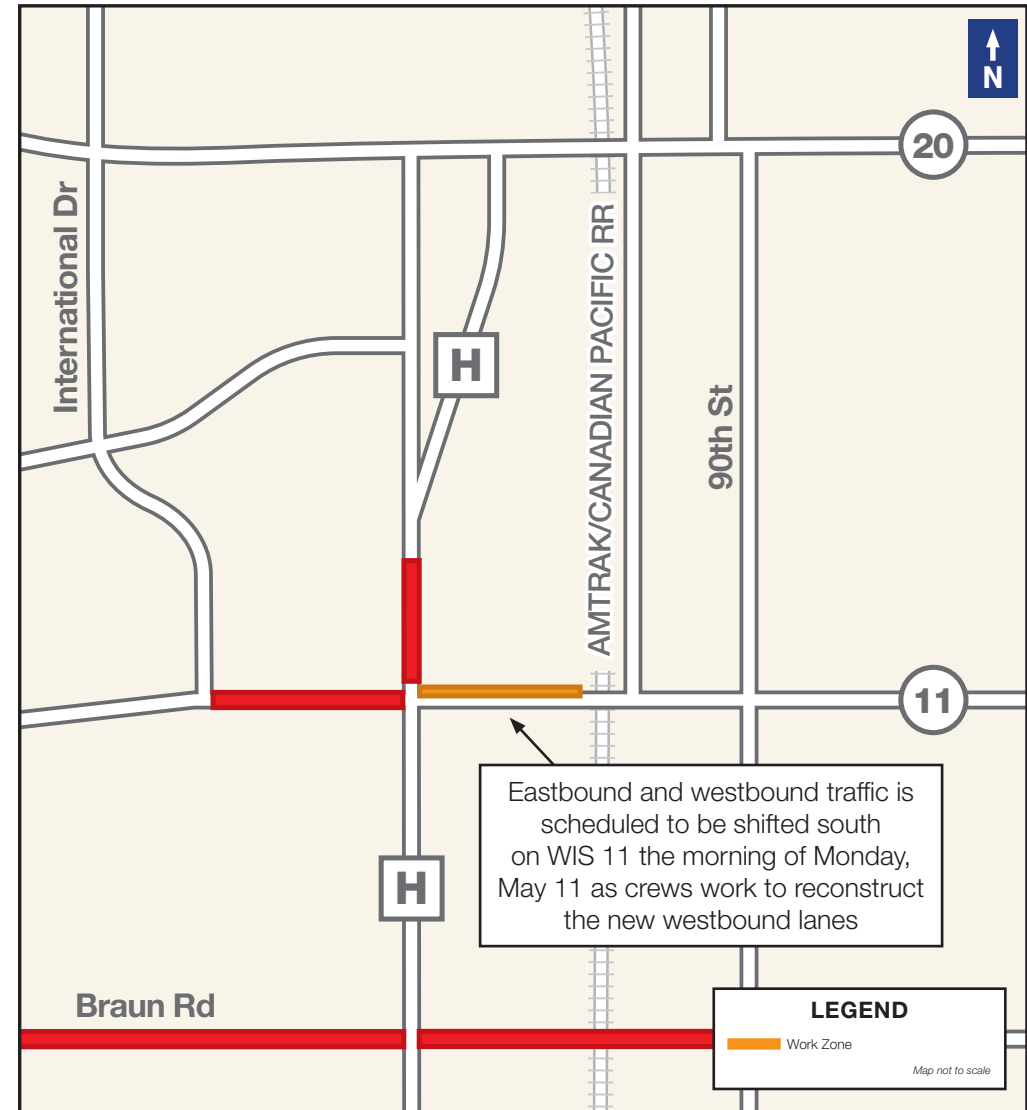 N
20
International Dr
AMTRAK/CANADIAN PACIFIC RR
H
90th St
11
Eastbound and westbound traffic is
scheduled to be shifted south
on WIS 11 the morning of Monday,
May 11 as crews work to reconstruct
the new westbound lanes
H
Braun Rd
LEGEND
Work Zone
Map not to scale